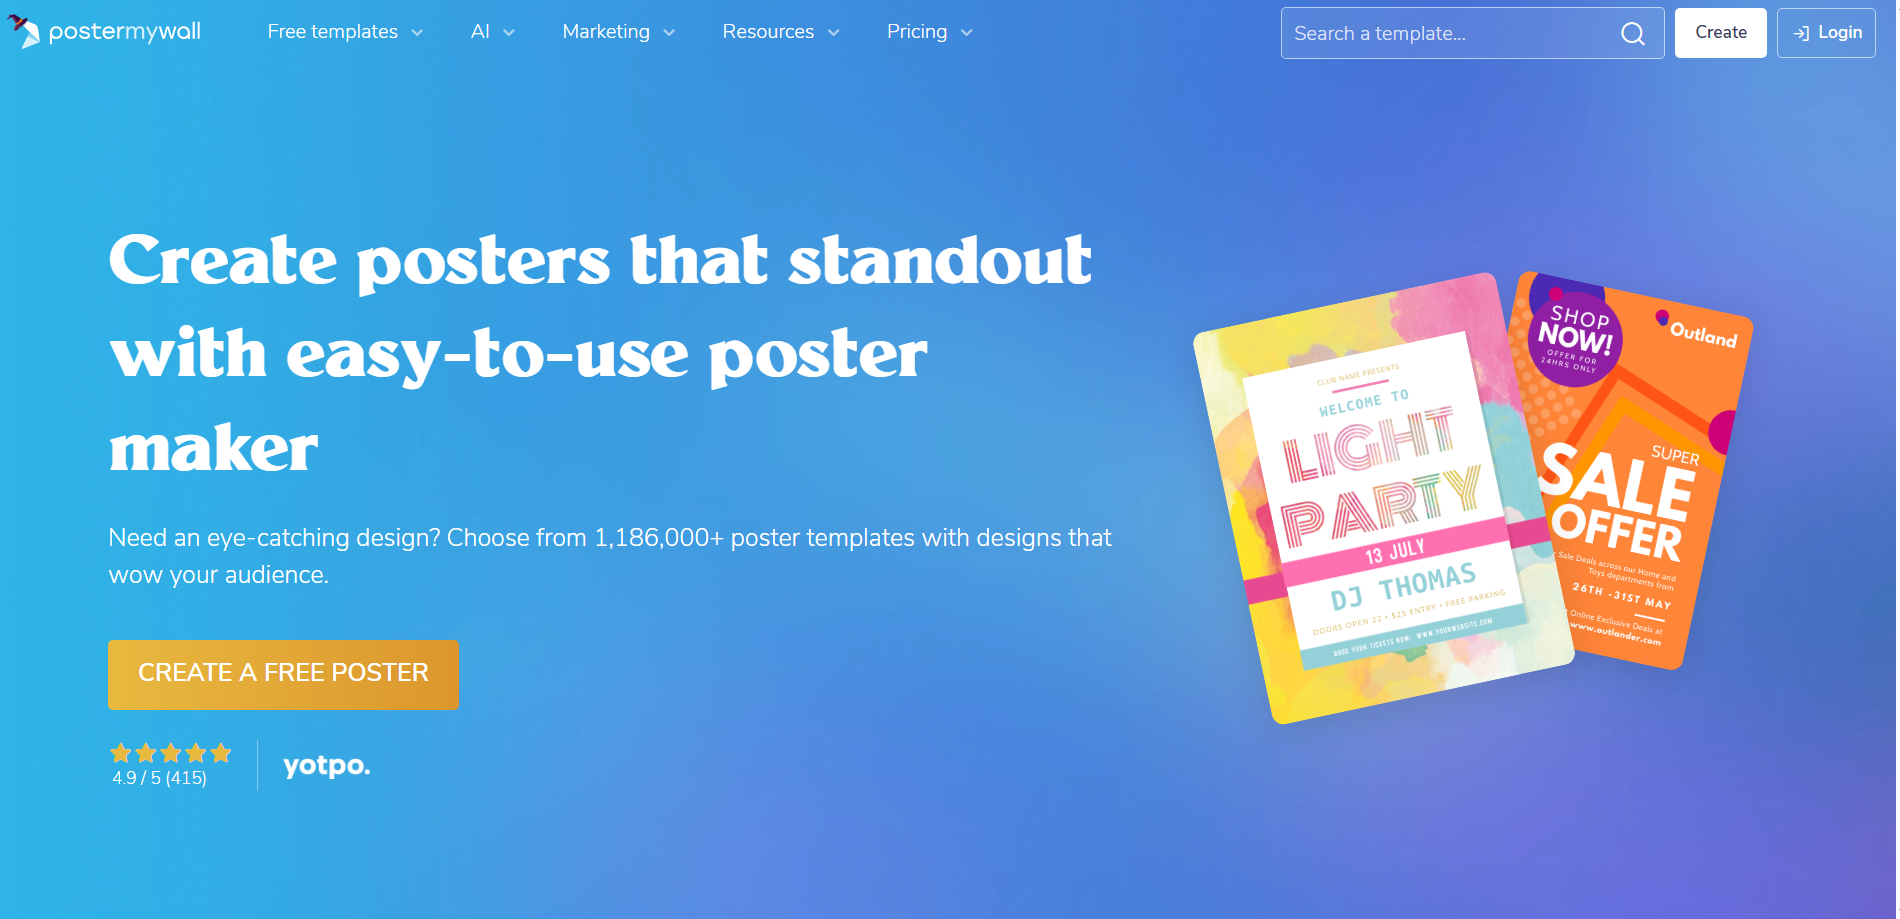 postermywall
Free templates
AI
Marketing
Resources
Pricing
Search a template...
Create
Login
Create posters that standout
with easy-to-use poster
maker
Need an eye-catching design? Choose from 1,186,000+ poster templates with designs that
wow your audience.
CREATE A FREE POSTER
4.9 / 5 (415)
yotpo.
CLUB NAME PRESENTS
WELCOME TO
LIGHT
PARTY
13 JULY
DJ THOMAS
DOORS OPEN 22 • $25 ENTRY • FREE PARKING
BOOK YOUR TICKETS NOW: WWW.YOURWEBSITE.COM
SHOP
NOW!
OFFER FOR
24HRS ONLY
Outland
SUPER
SALE
OFFER
Sale Deals across our Home and
Toys departments from
26TH -31ST MAY
Online Exclusive Deals at
www.outlander.com